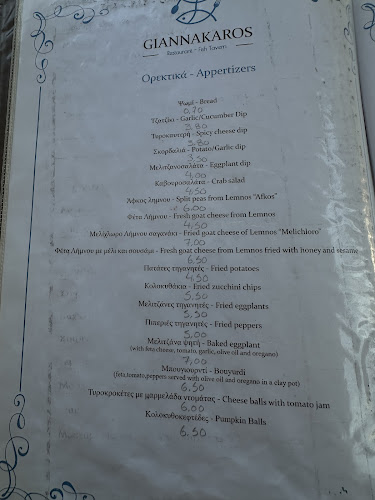 GIANNAKAROS
Restaurant - Fish Tavern
Ορεκτικά - Appertizers
Ψωμί - Bread
0,70
Τζατζίκι - Garlic/Cucumber Dip
3.80
Τυροκαυτερή - Spicy cheese dip
3.80
Σκορδαλιά - Potato/Garlic dip
3.50
Μελιτζανοσαλάτα - Eggplant dip
4,00
Καβουροσαλάτα - Crab salad
4,50
Άφκος λημνου - Split peas from Lemnos "Afkos"
6.00
Φέτα Λήμνου - Fresh goat cheese from Lemnos
4,50
Μελίχλωρο Λήμνου σαγανάκι - Fried goat cheese of Lemnos "Melichloro"
7,00
Φέτα Λήμνου με μέλι και σουσάμι - Fresh goat cheese from Lemnos fried with honey and sesame
6,50
Πατάτες τηγανητές - Fried potatoes
4,50
Κολοκυθάκια - Fried zucchini chips
5,50
Μελιτζάνες τηγανητές - Fried eggplants
5,50
Πιπεριές τηγανητές - Fried peppers
5.00
Μελιτζάνα ψητή - Baked eggplant
(with feta cheese, tomato, garlic, olive oil and oregano)
7,00
Μπουγιουρντί - Bouyurdi
(feta,tomato,peppers served with olive oil and oregano in a clay pot)
6.50
Τυροκροκέτες με μαρμελάδα ντομάτας - Cheese balls with tomato jam
6.00
Κολοκυθοκεφτέδες - Pumpkin Balls
6.50